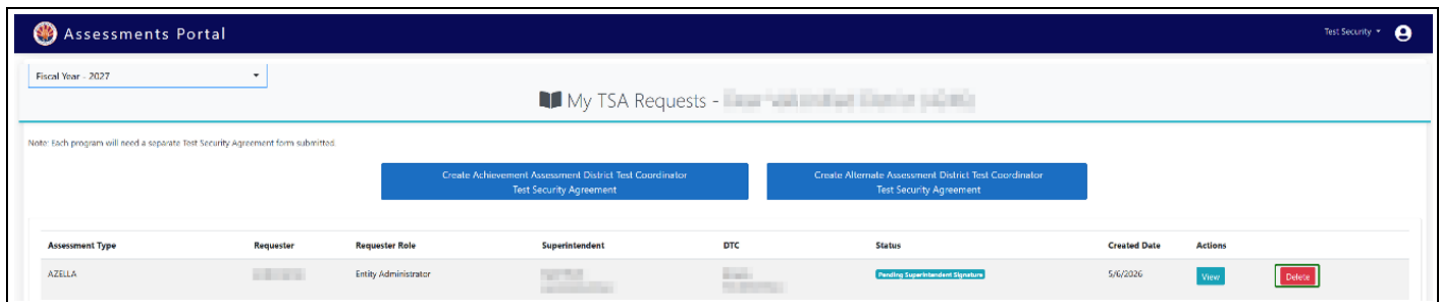 Assessments Portal
Test Security
Fiscal Year - 2027
My TSA Requests -
Note: Each program will need a separate Test Security Agreement form submitted.
Create Achievement Assessment District Test Coordinator
Test Security Agreement
Create Alternate Assessment District Test Coordinator
Test Security Agreement
Assessment Type Requester Requester Role Superintendent DTC Status Created Date Actions
AZELLA Entity Administrator Pending Superintendent Signature 5/6/2026 View Delete